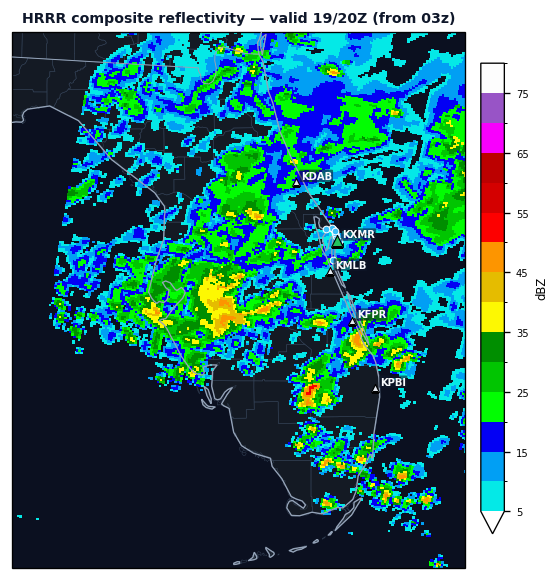 HRRR composite reflectivity — valid 19/20Z (from 03z)
KDAB
KXMR
KMLB
KFPR
KPBI
75
65
55
45
35
25
15
5
dBZ